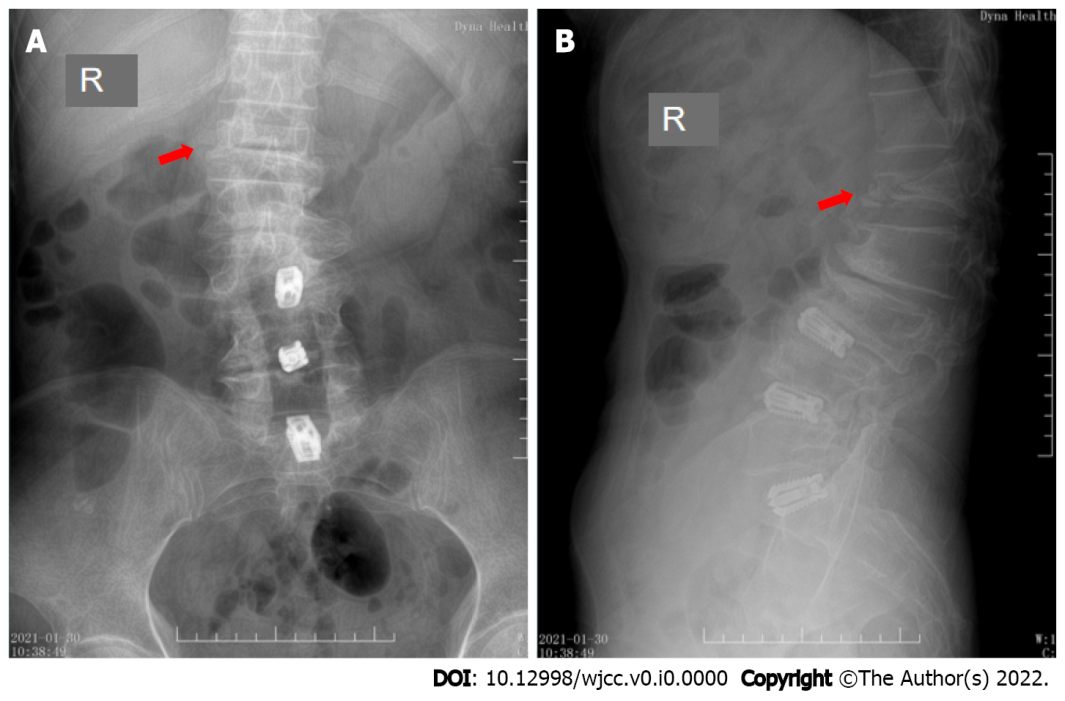 A
Dyna Health
R
2021-01-30
10:38:49
W:
C:
B
Dyna Health
R
2021-01-30
10:38:49
W:1
C:
DOI: 10.12998/wjcc.v0.i0.0000 Copyright ©The Author(s) 2022.